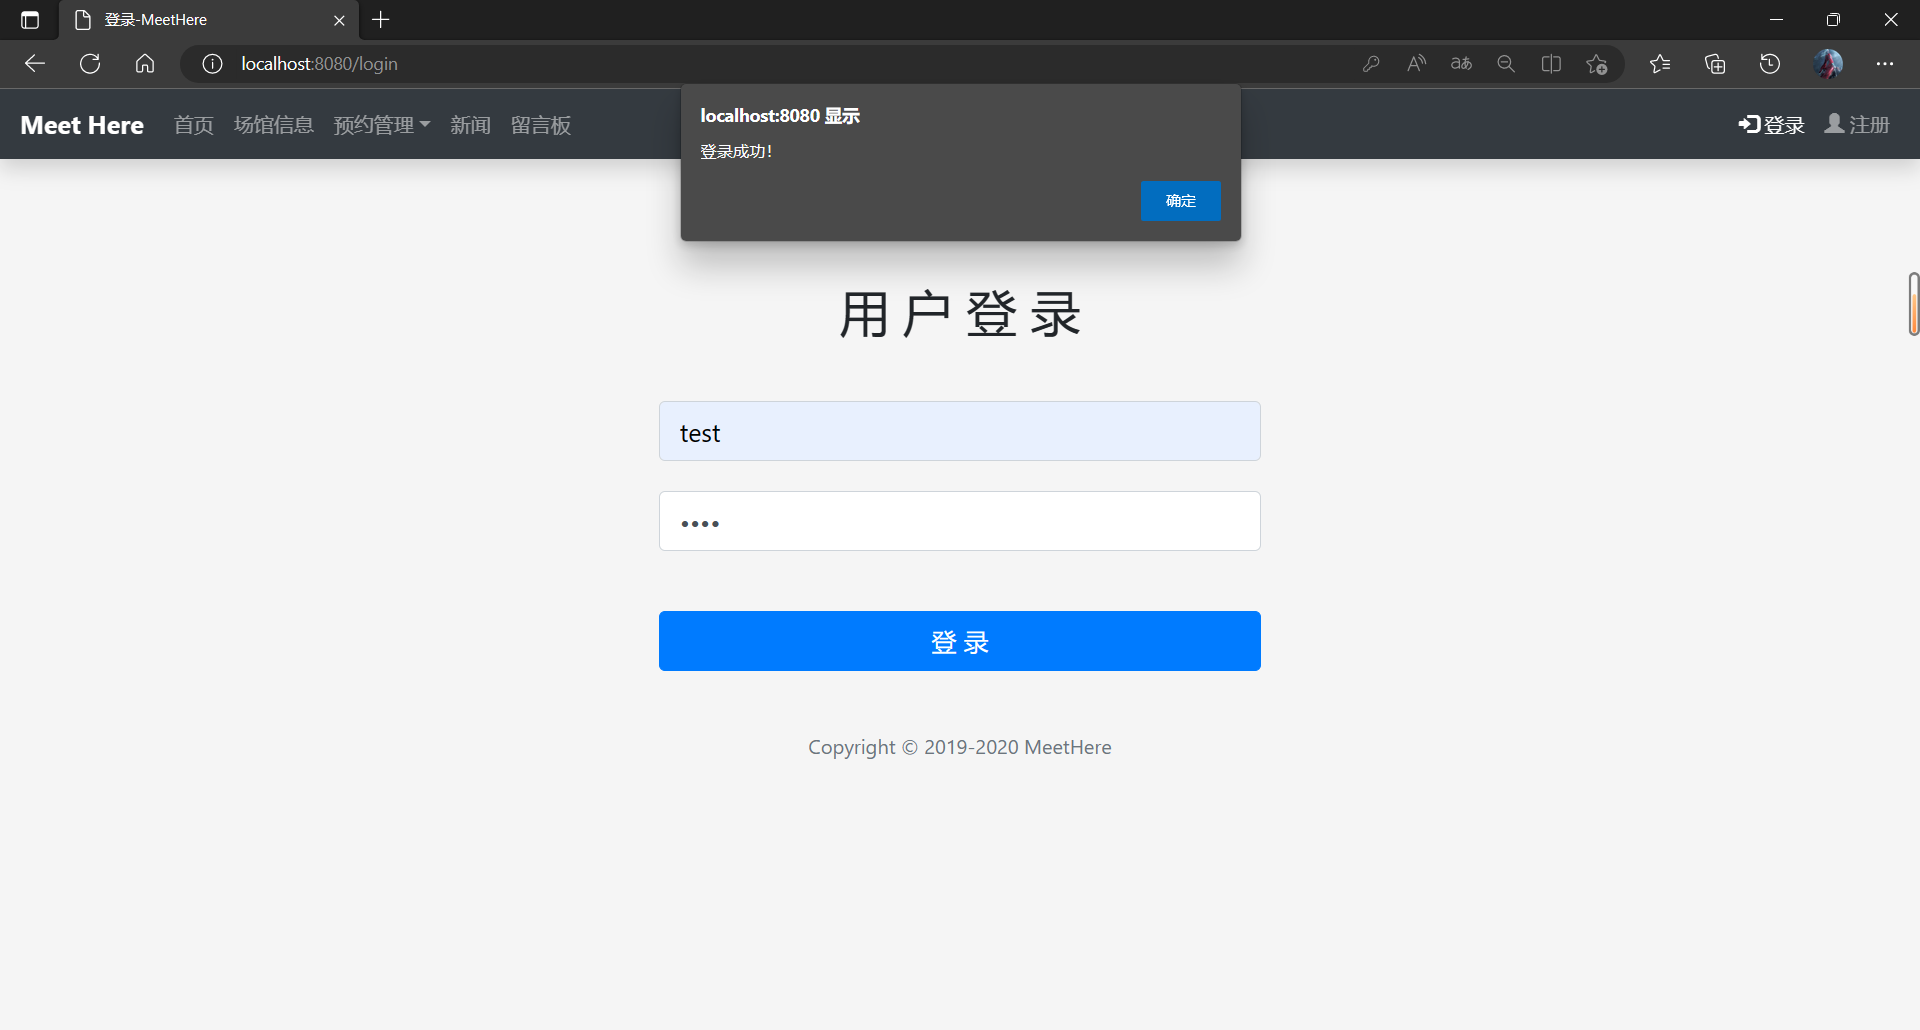 登录-MeetHere
localhost:8080/login
aあ
Meet Here 首页 场馆信息 预约管理 新闻 留言板 登录 注册
localhost:8080 显示
登录成功！
确定
用户登录
test
••••
登录
Copyright © 2019-2020 MeetHere